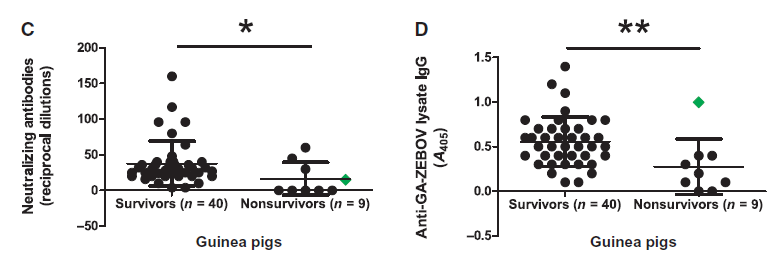 C
*
Neutralizing antibodies
(reciprocal dilutions)
200
150
100
50
0
−50
Survivors (n = 40)
Nonsurvivors (n = 9)
Guinea pigs
D
**
Anti-GA-ZEBOV lysate IgG
(A405)
1.5
1.0
0.5
0.0
−0.5
Survivors (n = 40)
Nonsurvivors (n = 9)
Guinea pigs